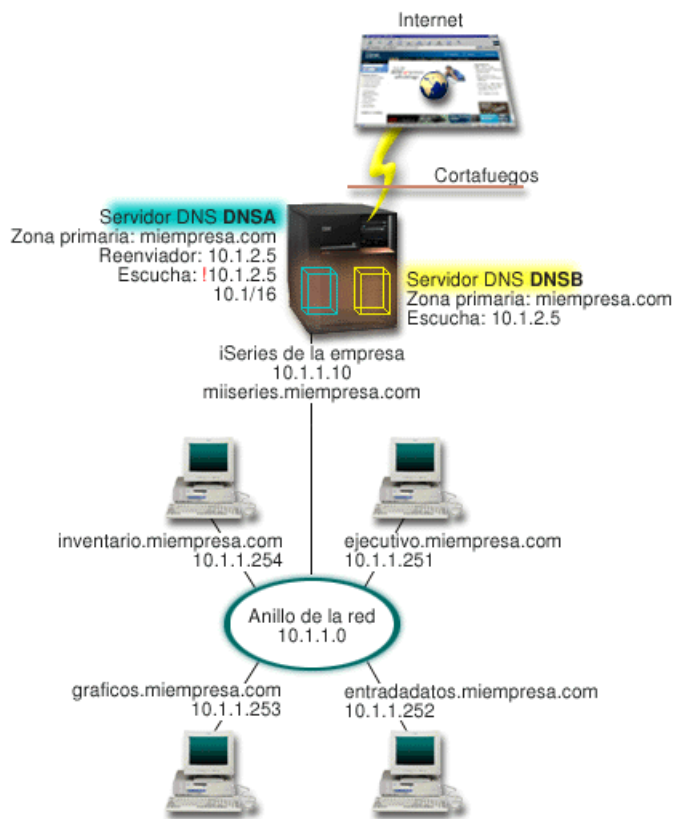 Internet
Cortafuegos
Servidor DNS DNSA
Zona primaria: miempresa.com
Reenviador: 10.1.2.5
Escucha: !10.1.2.5
10.1/16
Servidor DNS DNSB
Zona primaria: miempresa.com
Escucha: 10.1.2.5
iSeries de la empresa
10.1.1.10
miiseries.miempresa.com
inventario.miempresa.com
10.1.1.254
ejecutivo.miempresa.com
10.1.1.251
Anillo de la red
10.1.1.0
graficos.miempresa.com
10.1.1.253
entradadatos.miempresa.com
10.1.1.252